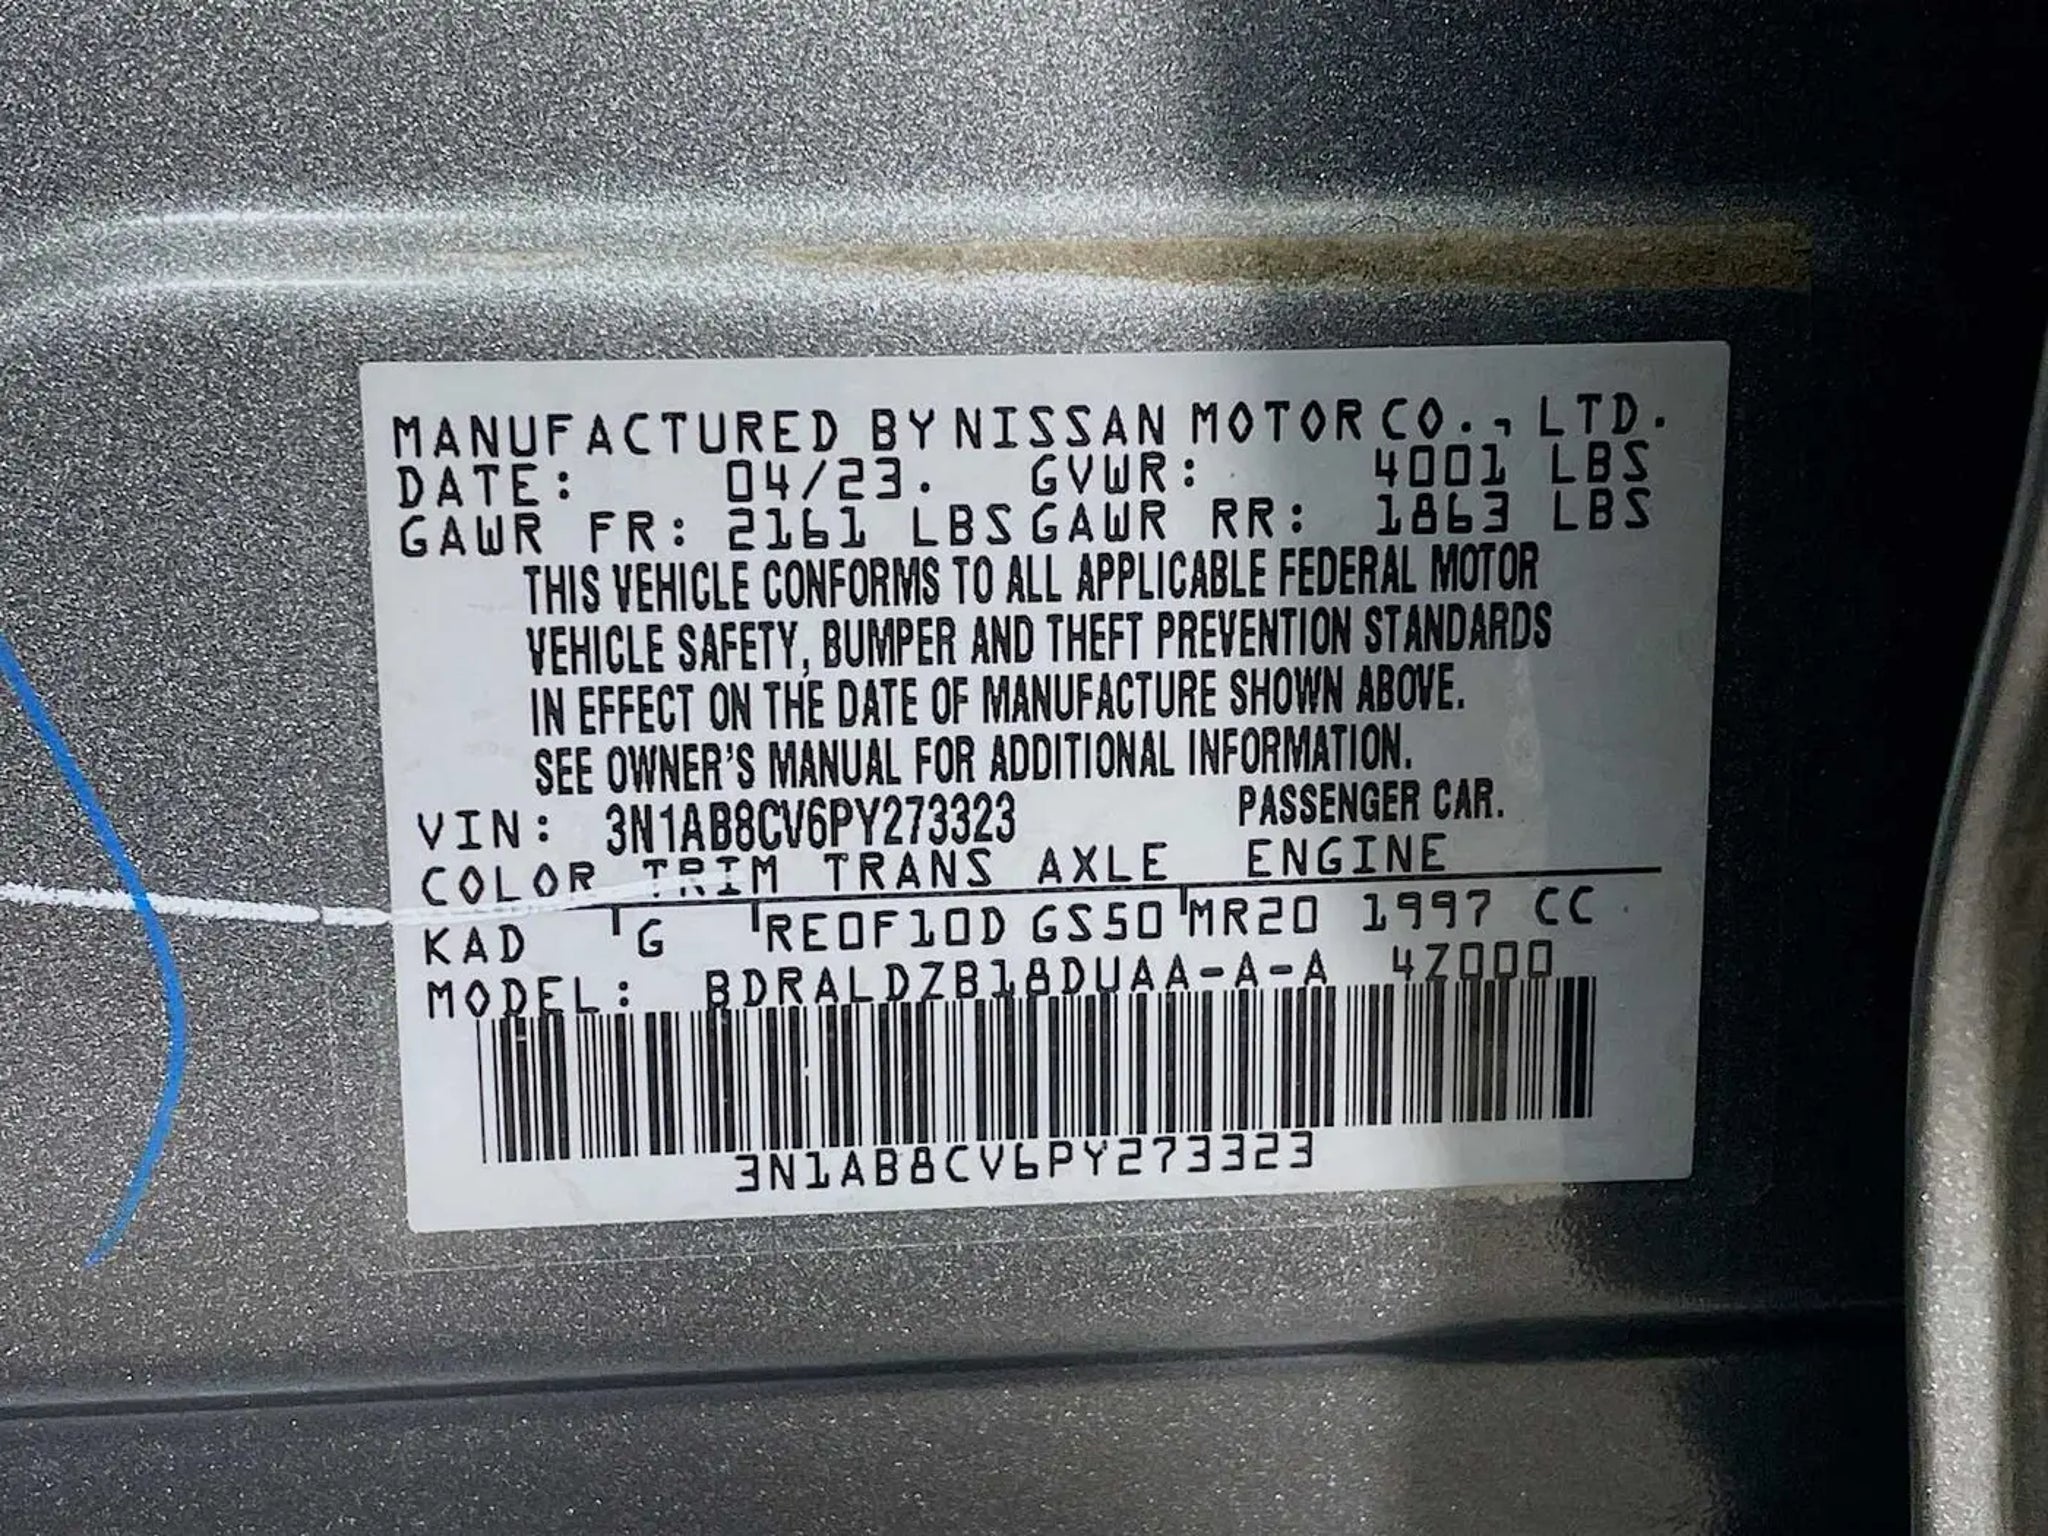 MANUFACTURED BY NISSAN MOTOR CO., LTD.
DATE: 04/23. GVWR: 4001 LBS
GAWR FR: 2161 LBS GAWR RR: 1863 LBS
THIS VEHICLE CONFORMS TO ALL APPLICABLE FEDERAL MOTOR
VEHICLE SAFETY, BUMPER AND THEFT PREVENTION STANDARDS
IN EFFECT ON THE DATE OF MANUFACTURE SHOWN ABOVE.
SEE OWNER'S MANUAL FOR ADDITIONAL INFORMATION.
VIN: 3N1AB8CV6PY273323 PASSENGER CAR.
COLOR TRIM TRANS AXLE ENGINE
KAD G RE0F10D GS50 MR20 1997 CC
MODEL: BDRALDZB18DUAA-A-A 4Z000
3N1AB8CV6PY273323